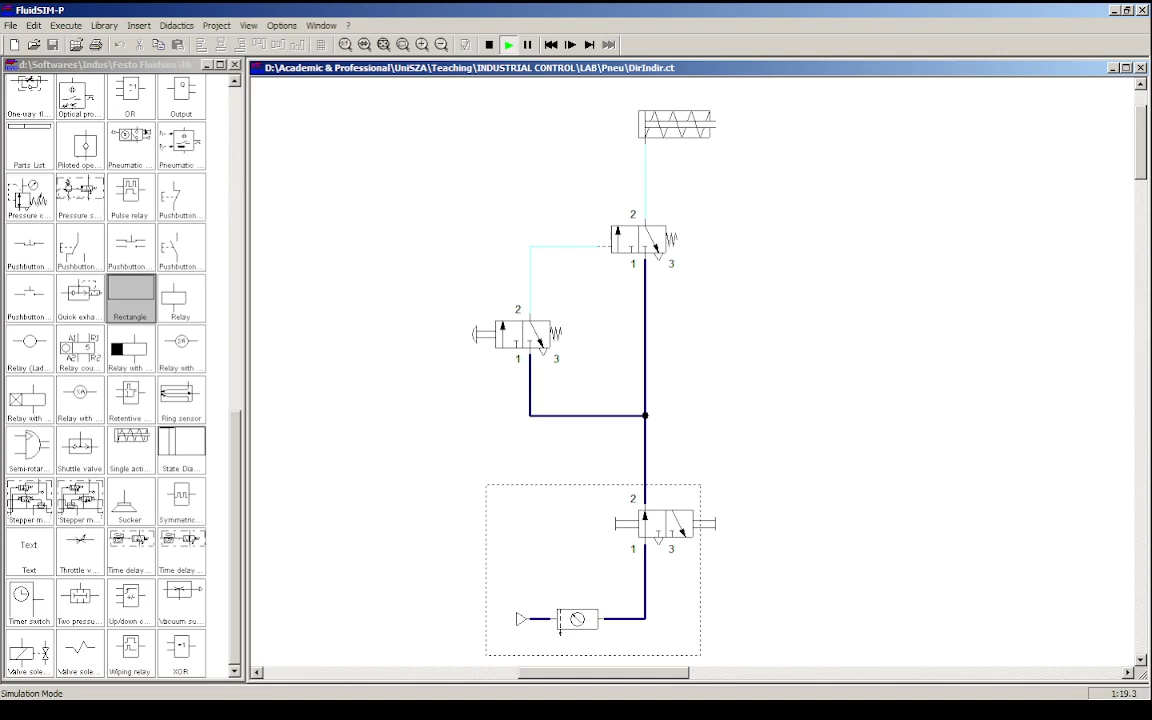 FluidSIM-P
File Edit Execute Library Insert Didactics Project View Options Window ?
d:\Softwares\Indus\Festo Fluidsim\lib
D:\Academic & Professional\UniSZA\Teaching\INDUSTRIAL CONTROL\LAB\Pneu\DirIndir.ct
One-way fl... Optical pro... OR Output
Parts List Piloted ope... Pneumatic ... Pneumatic ...
Pressure c... Pressure s... Pulse relay Pushbutton...
Pushbutton... Pushbutton... Pushbutton... Pushbutton...
Pushbutton... Quick exha... Rectangle Relay
A1 R1
A2 R2
Relay (Lad... Relay cou... Relay with ... Relay with ...
Relay with ... Relay with ... Retentive ... Ring sensor
Semi-rotar... Shuttle valve Single acti... State Dia...
Stepper m... Stepper m... Sucker Symmetric...
Text
Text Throttle v... Time delay... Time delay...
Timer switch Two pressu... Up/down c... Vacuum su...
Valve sole... Valve sole... Wiping relay XOR
2
1 3
2
1 3
2
1 3
Simulation Mode
1:19.3